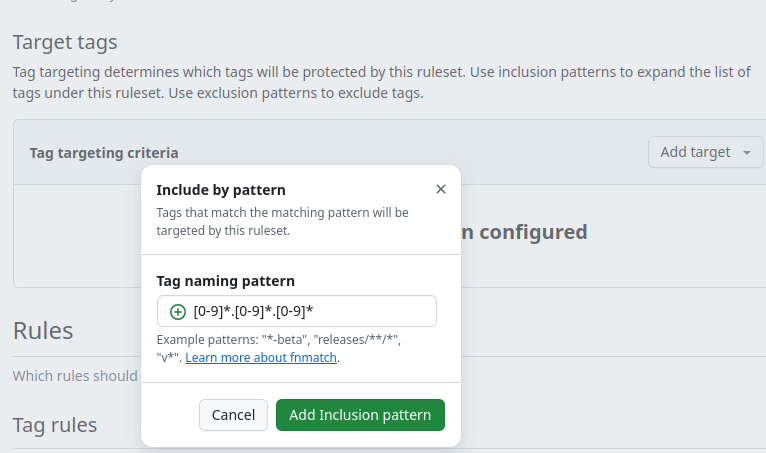 Target tags
Tag targeting determines which tags will be protected by this ruleset. Use inclusion patterns to expand the list of
tags under this ruleset. Use exclusion patterns to exclude tags.
Tag targeting criteria
Add target
Include by pattern
Tags that match the matching pattern will be
targeted by this ruleset.
n configured
Tag naming pattern
[0-9]*.[0-9]*.[0-9]*
Example patterns: "*-beta", "releases/**/*",
"v*". Learn more about fnmatch.
Rules
Which rules should
Cancel
Add Inclusion pattern
Tag rules